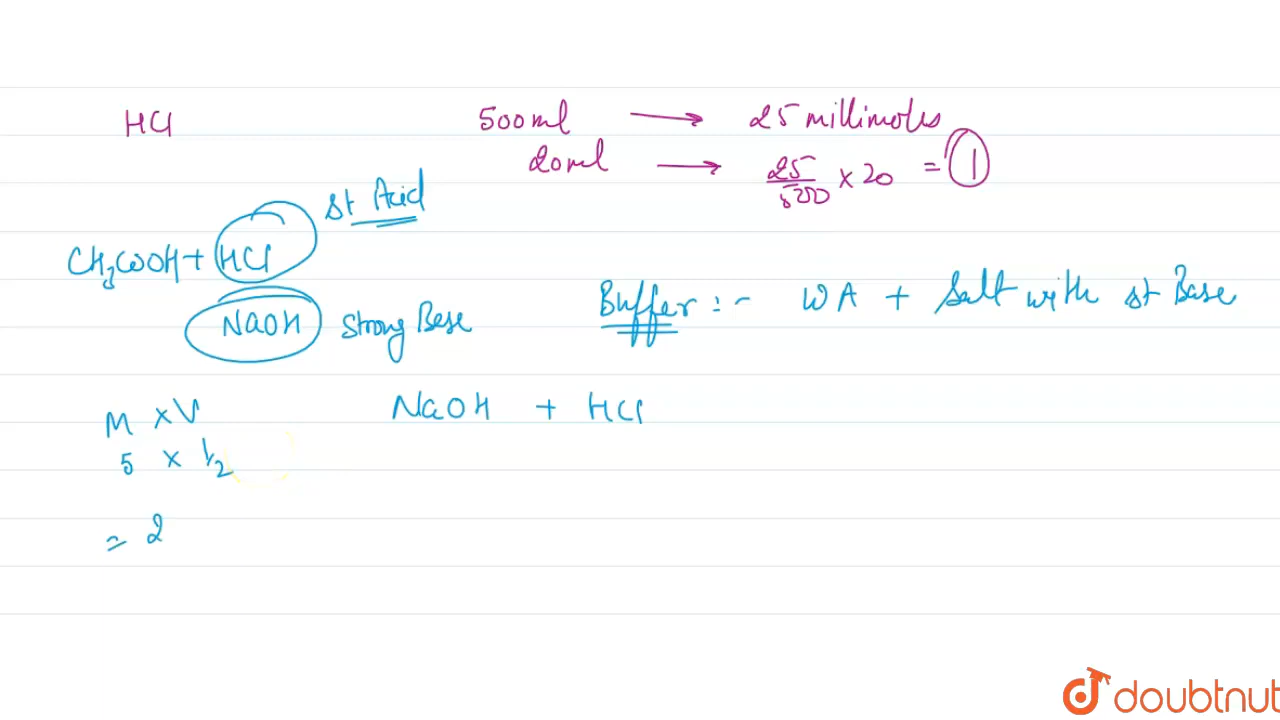 HCl 500ml → 25 millimoles
20ml → 25/500 × 20 = 1
St Acid
CH3COOH + HCl
Buffer :- WA + Salt with st Base
NaOH Strong Base
M × V NaOH + HCl
5 × 1/2
= 2
doubtnut